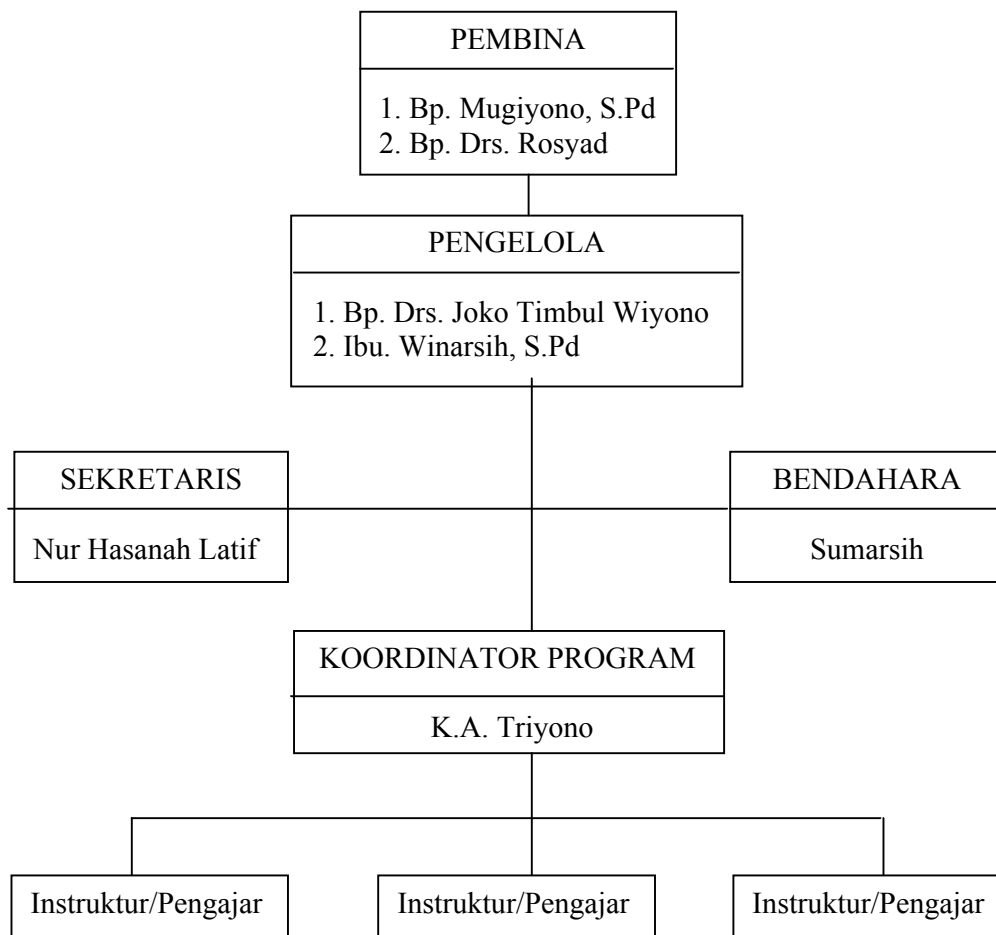 PEMBINA
1. Bp. Mugiyono, S.Pd
2. Bp. Drs. Rosyad
PENGELOLA
1. Bp. Drs. Joko Timbul Wiyono
2. Ibu. Winarsih, S.Pd
SEKRETARIS
Nur Hasanah Latif
BENDAHARA
Sumarsih
KOORDINATOR PROGRAM
K.A. Triyono
Instruktur/Pengajar
Instruktur/Pengajar
Instruktur/Pengajar